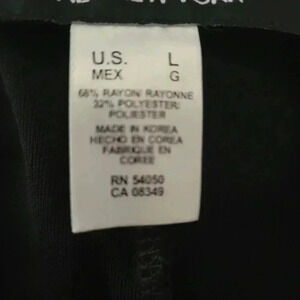 U.S. L
MEX G
68% RAYON/ RAYONNE
32% POLYESTER/
POLIESTER
MADE IN KOREA
HECHO EN COREA
FABRIQUE EN
COREE
RN 54050
CA 08349